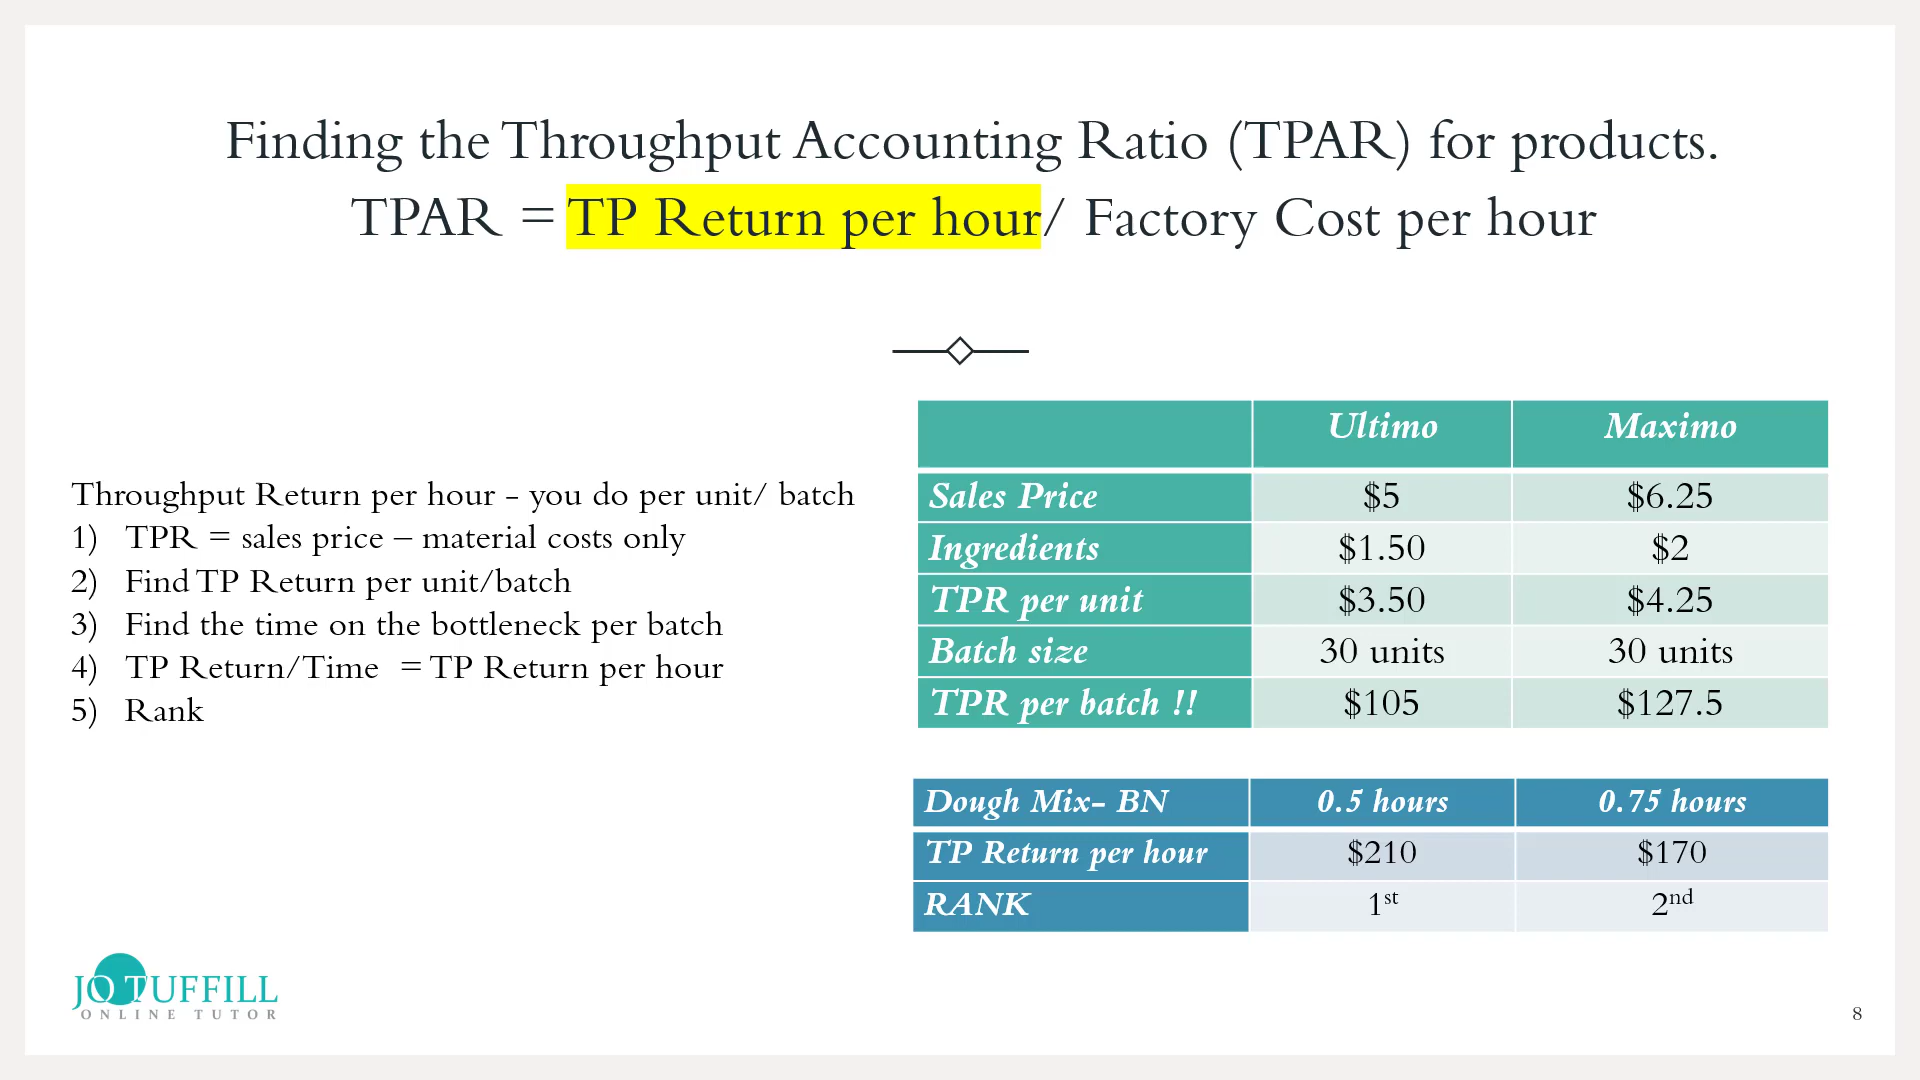 Finding the Throughput Accounting Ratio (TPAR) for products.
TPAR = TP Return per hour/ Factory Cost per hour
Throughput Return per hour - you do per unit/ batch
1) TPR = sales price – material costs only
2) Find TP Return per unit/batch
3) Find the time on the bottleneck per batch
4) TP Return/Time = TP Return per hour
5) Rank
Ultimo Maximo
Sales Price $5 $6.25
Ingredients $1.50 $2
TPR per unit $3.50 $4.25
Batch size 30 units 30 units
TPR per batch !! $105 $127.5
Dough Mix- BN 0.5 hours 0.75 hours
TP Return per hour $210 $170
RANK 1st 2nd
JO TUFFILL
ONLINE TUTOR
8